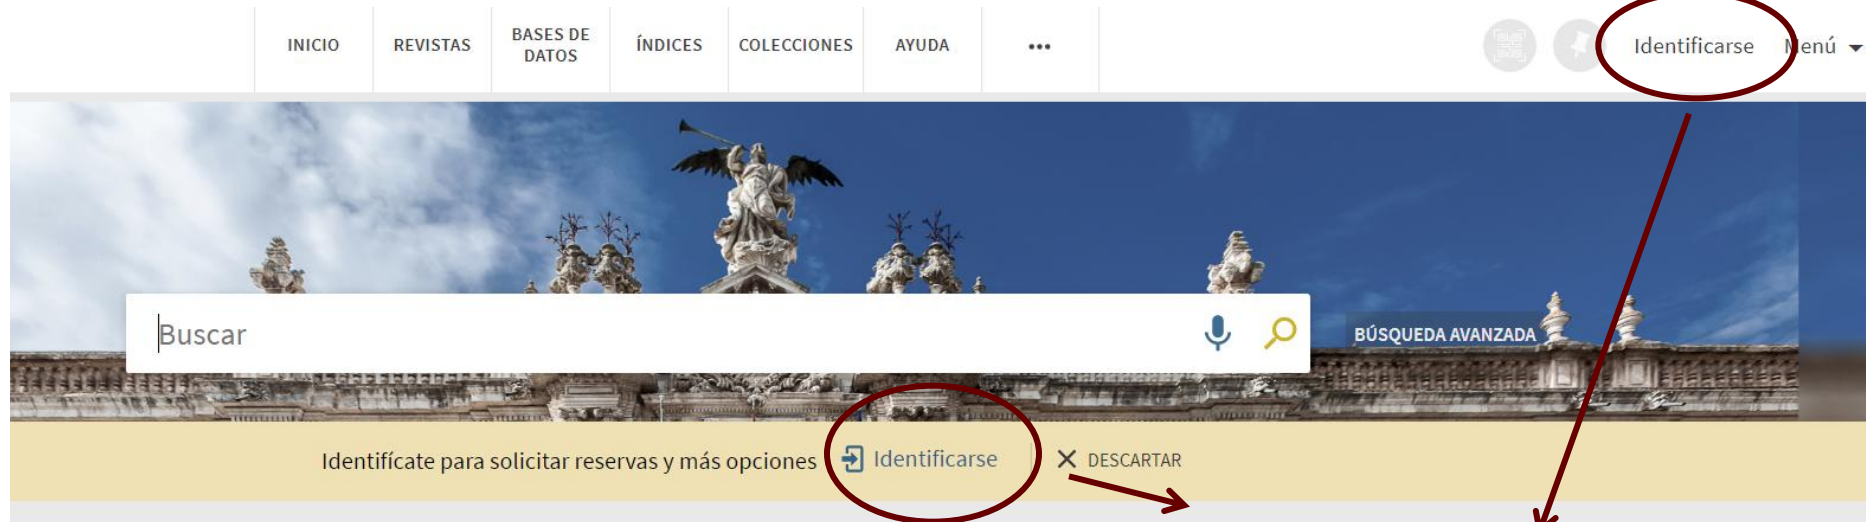 INICIO
REVISTAS
BASES DE
DATOS
ÍNDICES
COLECCIONES
AYUDA
Identificarse
Menú
Buscar
BÚSQUEDA AVANZADA
Identifícate para solicitar reservas y más opciones
Identificarse
DESCARTAR